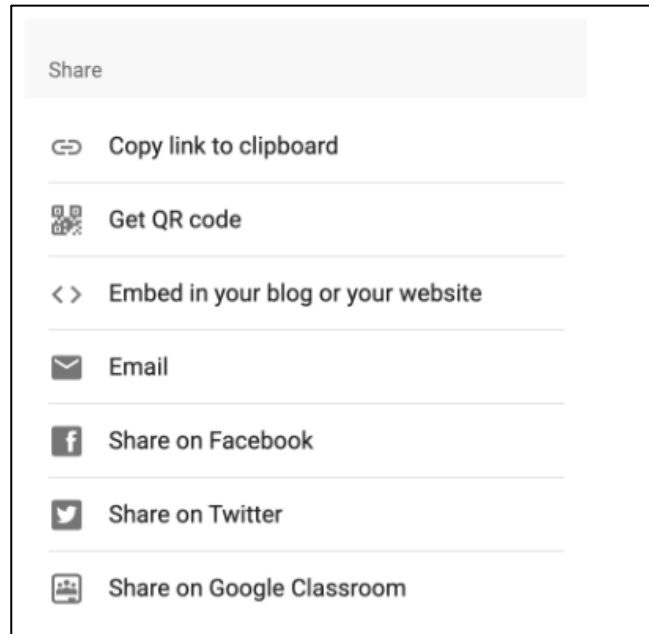 Share
Copy link to clipboard
Get QR code
Embed in your blog or your website
Email
Share on Facebook
Share on Twitter
Share on Google Classroom